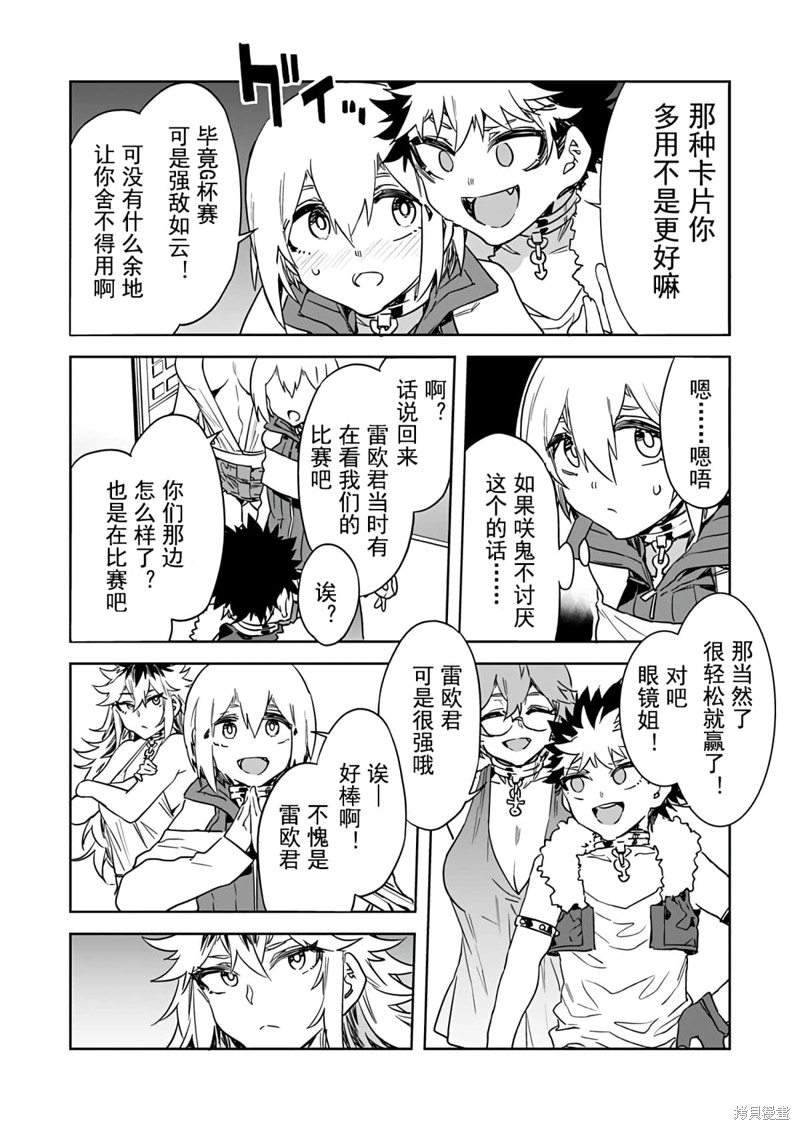 那种卡片你
多用不是更好嘛
グイッ
毕竟G杯赛
可是强敌如云！
可没有什么余地
让你舍不得用啊
嗯……嗯唔
如果咲鬼不讨厌
这个的话……
啊？
话说回来
雷欧君当时有
在看我们的
比赛吧
诶？
你们那边
怎么样了？
也是在比赛吧
那当然了
很轻松就赢了！
对吧
眼镜姐！
雷欧君
可是很强哦
诶—
好棒啊！
不愧是
雷欧君
拷贝漫畫